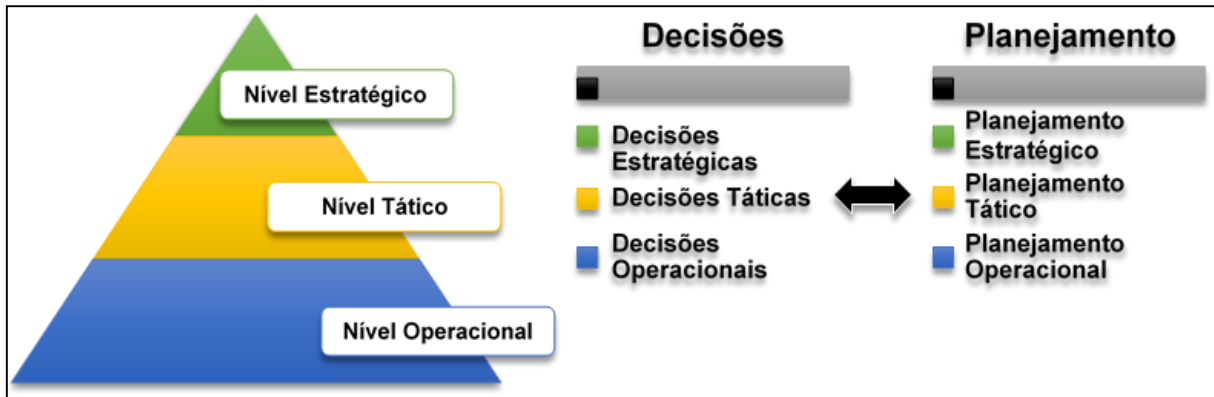 Nível Estratégico
Nível Tático
Nível Operacional
Decisões
Decisões
Estratégicas
Decisões Táticas
Decisões
Operacionais
Planejamento
Planejamento
Estratégico
Planejamento
Tático
Planejamento
Operacional